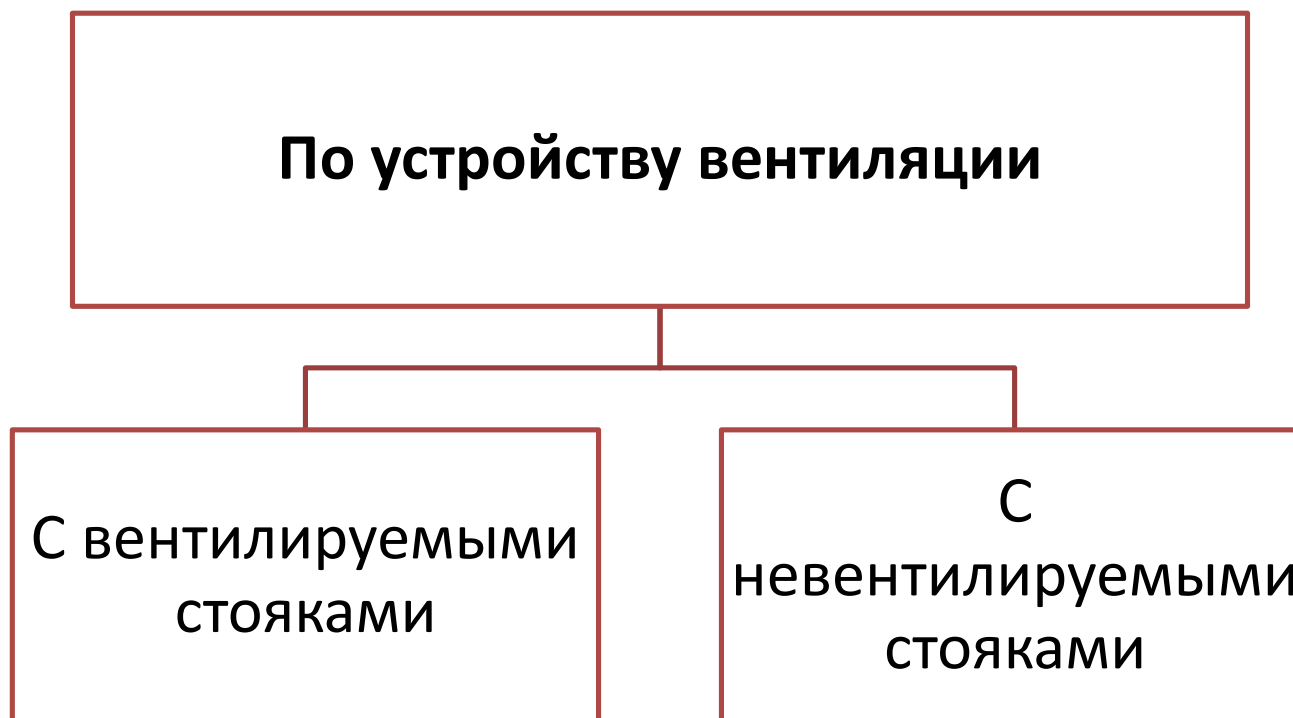 По устройству вентиляции
С вентилируемыми
стояками
С
невентилируемыми
стояками